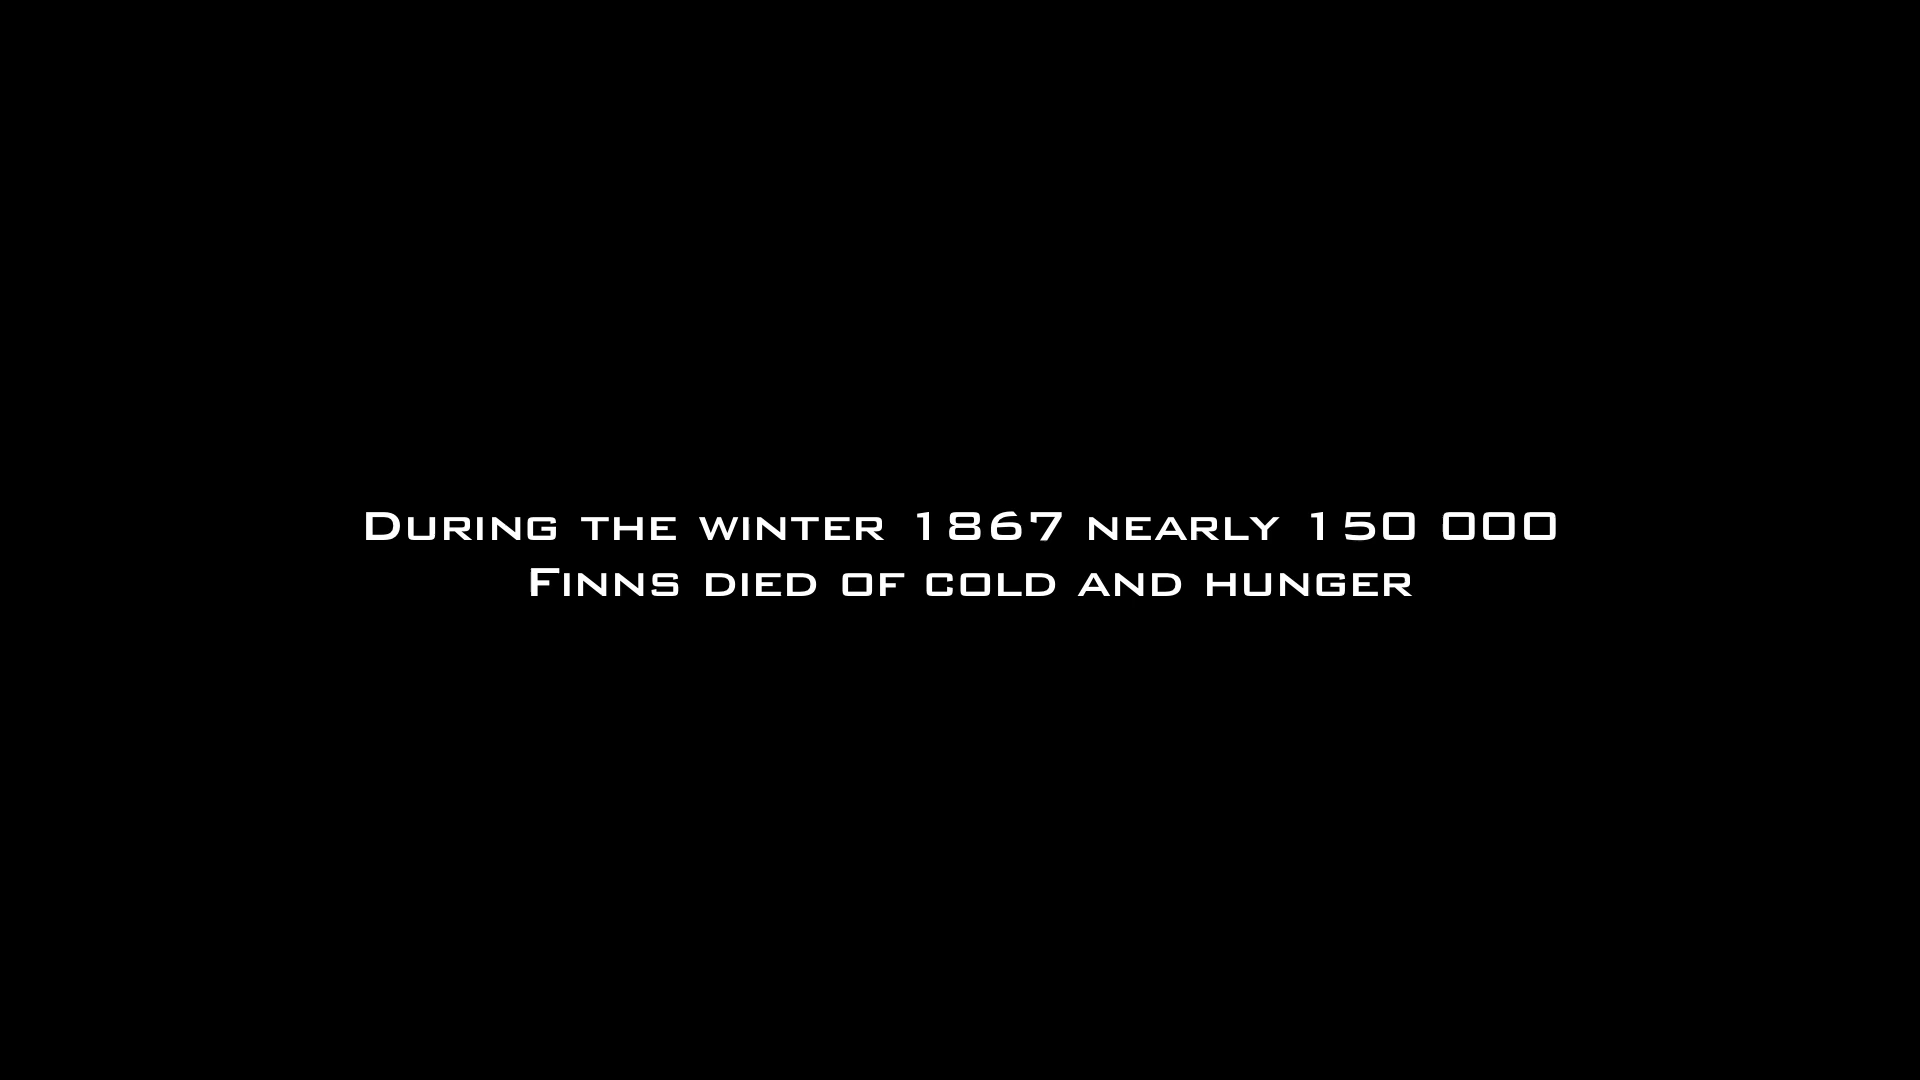 During the winter 1867 nearly 150 000
Finns died of cold and hunger